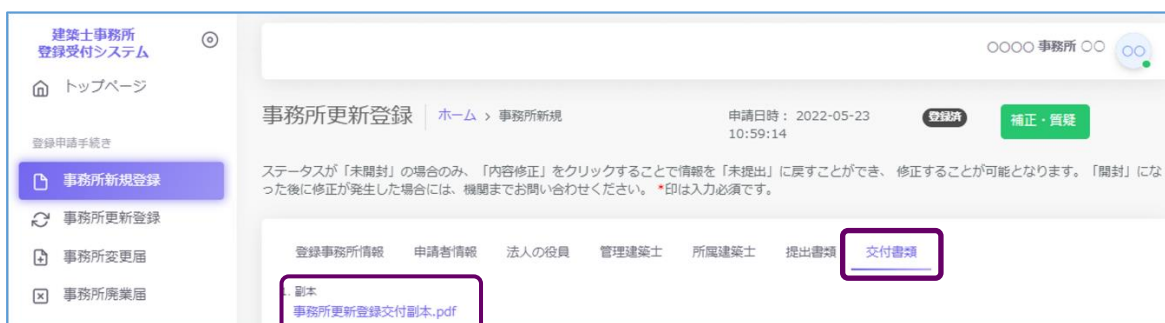 建築士事務所
登録受付システム
○○○○ 事務所 ○○
○○
トップページ
事務所更新登録
ホーム > 事務所新規
申請日時： 2022-05-23
10:59:14
登録済
補正・質疑
登録申請手続き
ステータスが「未開封」の場合のみ、「内容修正」をクリックすることで情報を「未提出」に戻すことができ、 修正することが可能となります。「開封」にな
った後に修正が発生した場合には、機関までお問い合わせください。 *印は入力必須です。
事務所新規登録
事務所更新登録
事務所変更届
事務所廃業届
登録事務所情報
申請者情報
法人の役員
管理建築士
所属建築士
提出書類
交付書類
1. 副本
事務所更新登録交付副本.pdf